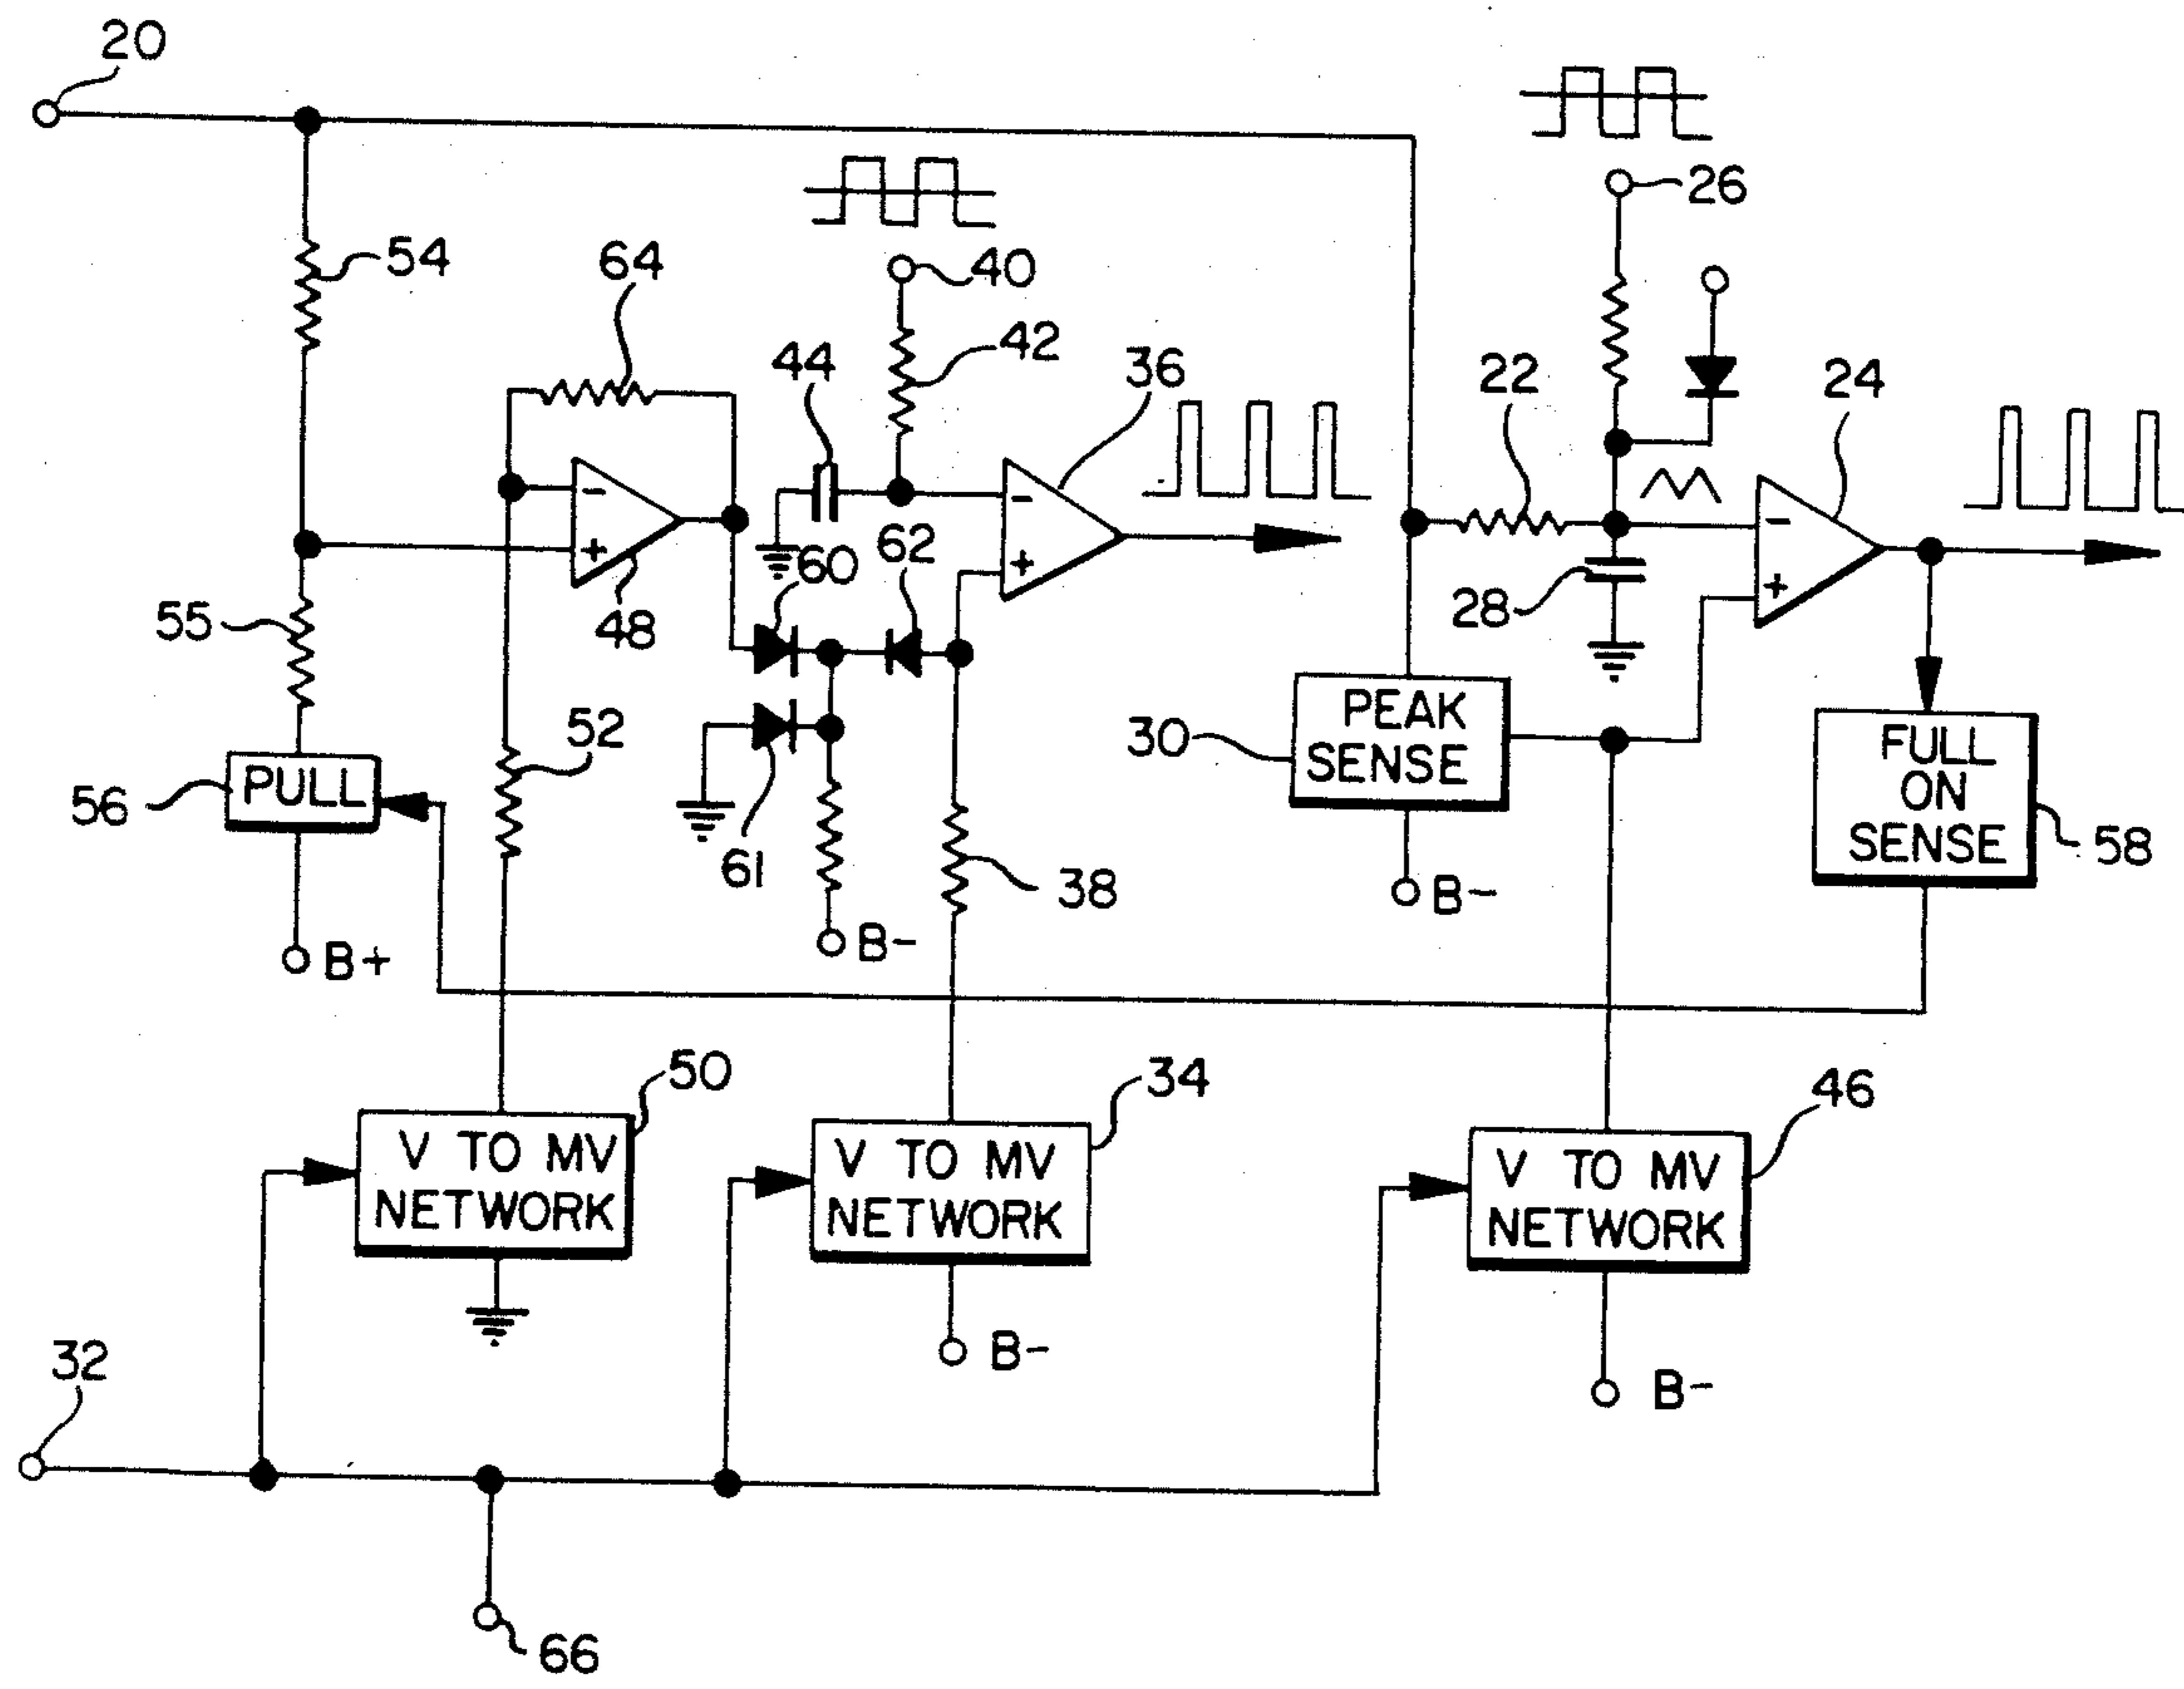 20
26
54
64
40
42
44
36
22
24
-
-
-
+
+
+
60
62
48
28
55
52
61
38
PULL
56
B+
B-
30
PEAK
SENSE
B-
FULL
ON
SENSE
58
50
V TO MV
NETWORK
34
V TO MV
NETWORK
B-
46
V TO MV
NETWORK
B-
32
66